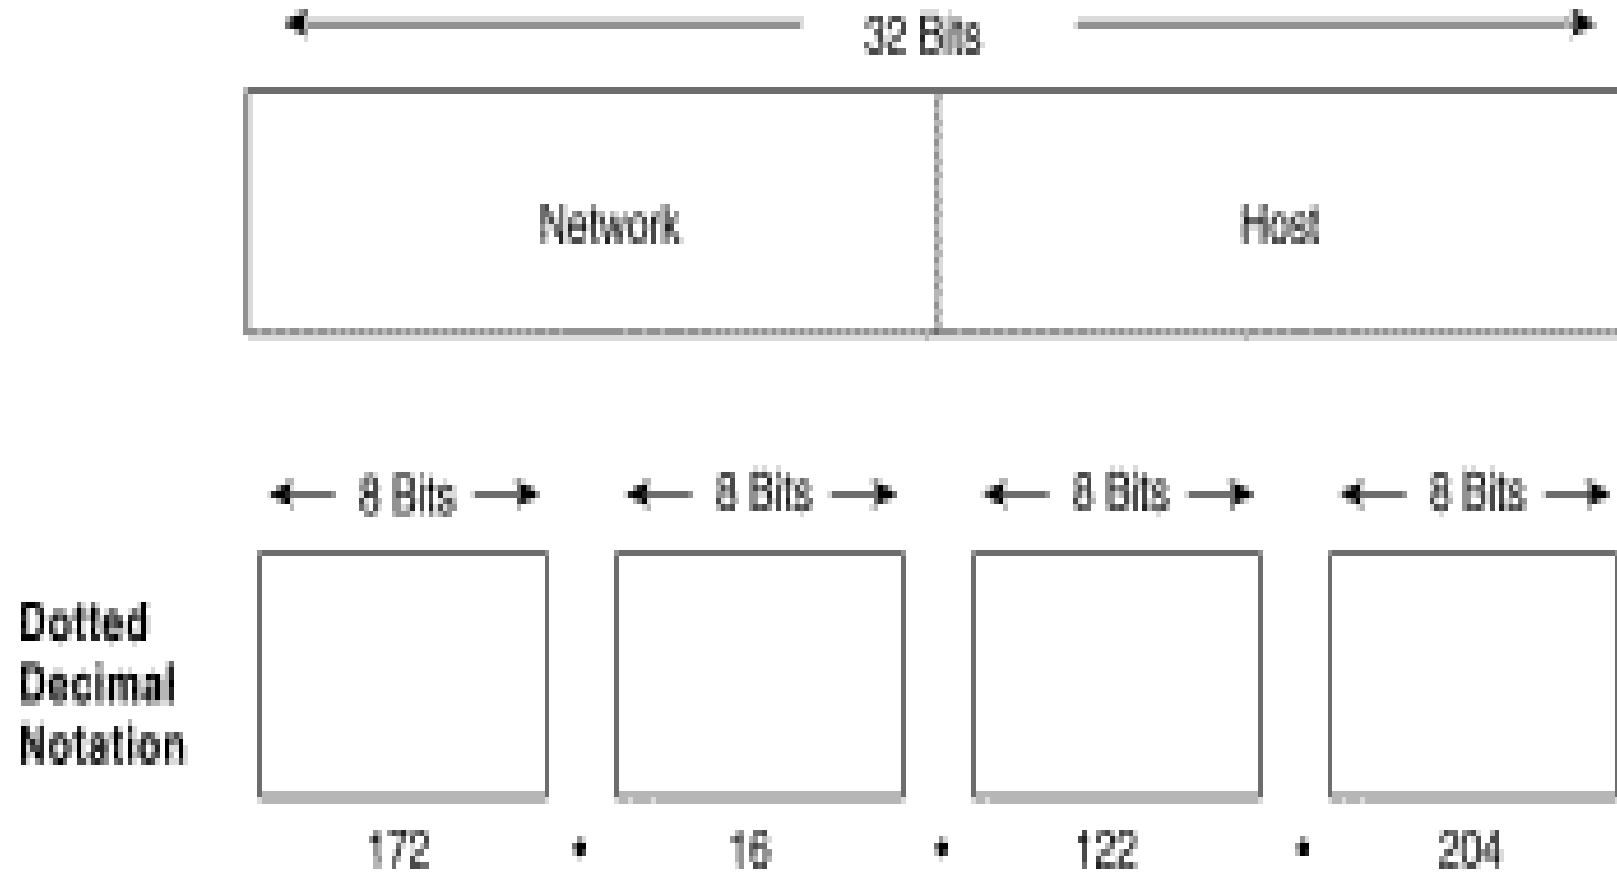 32 Bits
Network Host
8 Bits 8 Bits 8 Bits 8 Bits
Dotted
Decimal
Notation
172 . 16 . 122 . 204